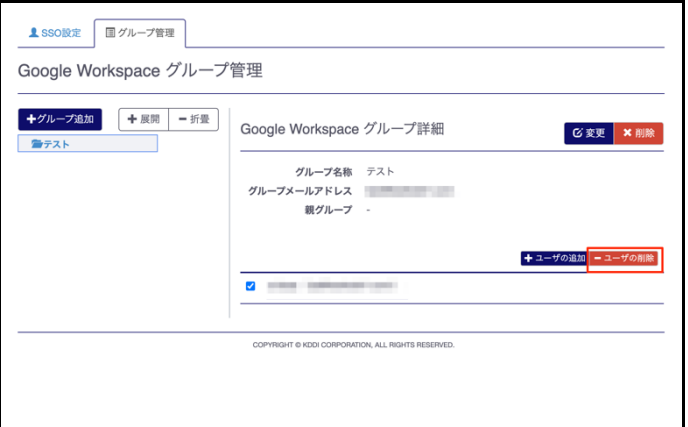 SSO設定 グループ管理
Google Workspace グループ管理
+グループ追加 +展開 −折畳
テスト
Google Workspace グループ詳細
変更 ×削除
グループ名称 テスト
グループメールアドレス
親グループ -
+ユーザの追加 −ユーザの削除
COPYRIGHT © KDDI CORPORATION, ALL RIGHTS RESERVED.